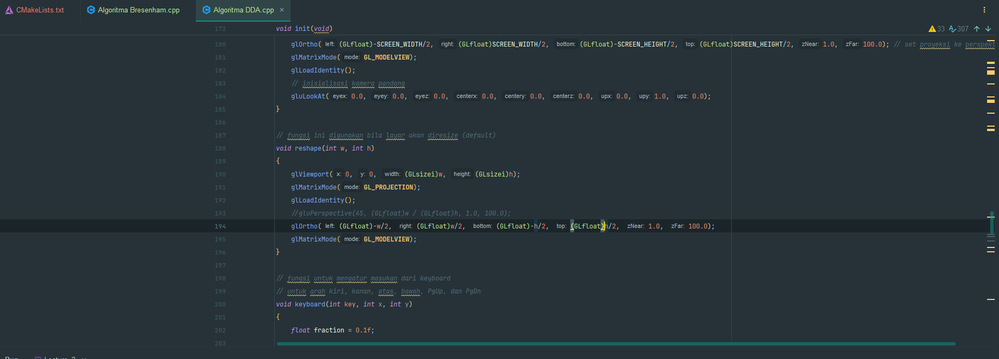 CMakeLists.txt Algoritma Bresenham.cpp Algoritma DDA.cpp ×
172 void init(void) 33 307
180 glOrtho( left: (GLfloat)-SCREEN_WIDTH/2, right: (GLfloat)SCREEN_WIDTH/2, bottom: (GLfloat)-SCREEN_HEIGHT/2, top: (GLfloat)SCREEN_HEIGHT/2, zNear: 1.0, zFar: 100.0); // set proyeksi ke perspekt
181 glMatrixMode( mode: GL_MODELVIEW);
182 glLoadIdentity();
183 // inisialisasi kamera pandang
184 gluLookAt( eyex: 0.0, eyey: 0.0, eyez: 0.0, centerx: 0.0, centery: 0.0, centerz: 0.0, upx: 0.0, upy: 1.0, upz: 0.0);
185 }
186
187 // fungsi ini digunakan bila layar akan diresize (default)
188 void reshape(int w, int h)
189 {
190 glViewport( x: 0, y: 0, width: (GLsizei)w, height: (GLsizei)h);
191 glMatrixMode( mode: GL_PROJECTION);
192 glLoadIdentity();
193 //gluPerspective(45, (GLfloat)w / (GLfloat)h, 1.0, 100.0);
194 glOrtho( left: (GLfloat)-w/2, right: (GLfloat)w/2, bottom: (GLfloat)-h/2, top: (GLfloat)h/2, zNear: 1.0, zFar: 100.0);
195 glMatrixMode( mode: GL_MODELVIEW);
196 }
197
198 // fungsi untuk mengatur masukan dari keyboard
199 // untuk arah kiri, kanan, atas, bawah, PgUp, dan PgDn
200 void keyboard(int key, int x, int y)
201 {
202 float fraction = 0.1f;
203